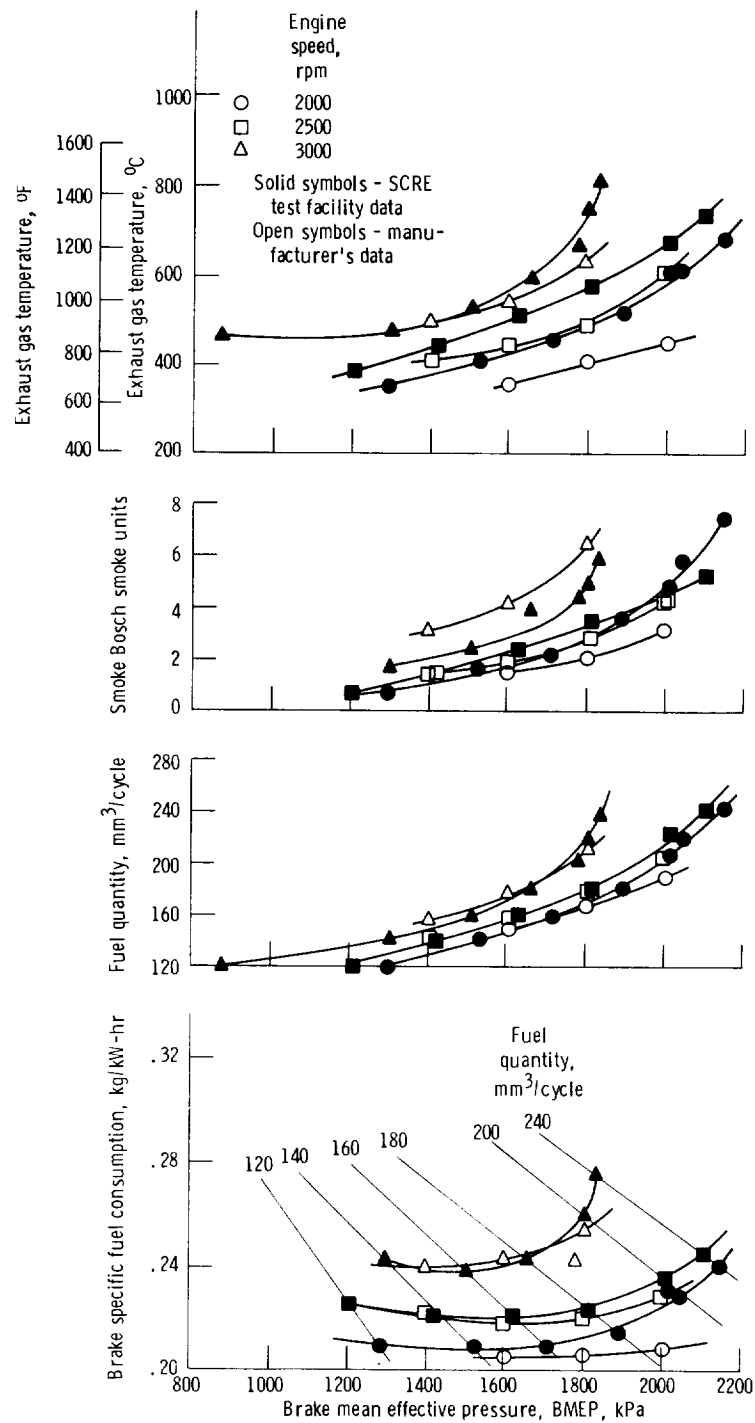 Engine
speed,
rpm
2000
2500
3000
Solid symbols - SCRE
test facility data
Open symbols - manu-
facturer's data
Exhaust gas temperature, °F
1600
1400
1200
1000
800
600
400
Exhaust gas temperature, °C
1000
800
600
400
200
Smoke Bosch smoke units
8
6
4
2
0
Fuel quantity, mm3/cycle
280
240
200
160
120
Brake specific fuel consumption, kg/kW-hr
.32
.28
.24
.20
Fuel
quantity,
mm3/cycle
120
140
160
180
200
240
800 1000 1200 1400 1600 1800 2000 2200
Brake mean effective pressure, BMEP, kPa